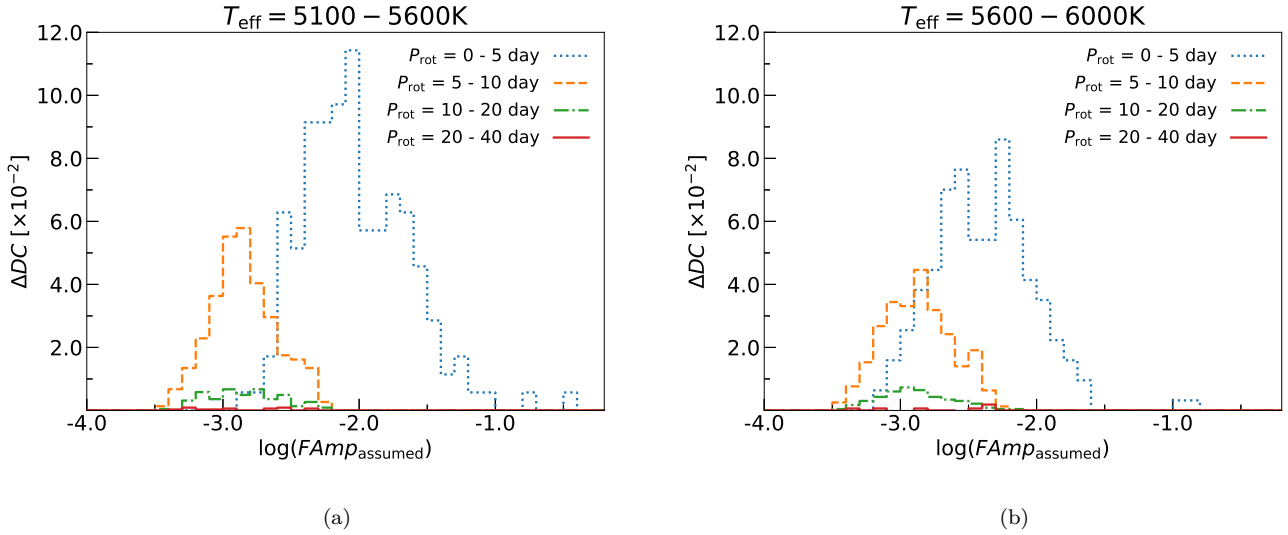 T_eff = 5100 − 5600K
12.0
10.0
8.0
6.0
4.0
2.0
ΔDC [×10⁻²]
P_rot = 0 - 5 day
P_rot = 5 - 10 day
P_rot = 10 - 20 day
P_rot = 20 - 40 day
-4.0 -3.0 -2.0 -1.0
log(FAmp_assumed)
(a)
T_eff = 5600 − 6000K
12.0
10.0
8.0
6.0
4.0
2.0
ΔDC [×10⁻²]
P_rot = 0 - 5 day
P_rot = 5 - 10 day
P_rot = 10 - 20 day
P_rot = 20 - 40 day
-4.0 -3.0 -2.0 -1.0
log(FAmp_assumed)
(b)